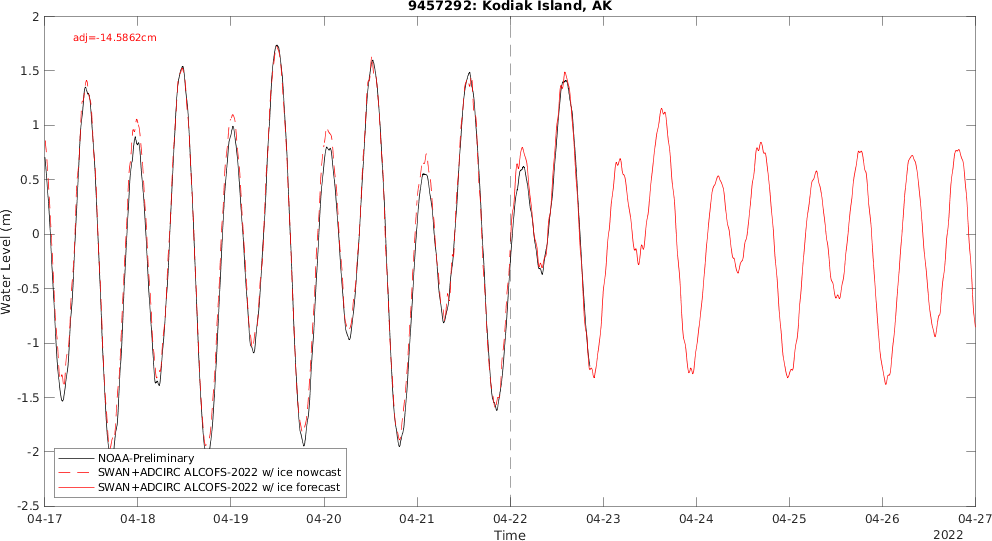 9457292: Kodiak Island, AK
adj=-14.5862cm
2
1.5
1
0.5
0
-0.5
-1
-1.5
-2
-2.5
Water Level (m)
NOAA-Preliminary
SWAN+ADCIRC ALCOFS-2022 w/ ice nowcast
SWAN+ADCIRC ALCOFS-2022 w/ ice forecast
04-17 04-18 04-19 04-20 04-21 04-22 04-23 04-24 04-25 04-26 04-27
Time
2022